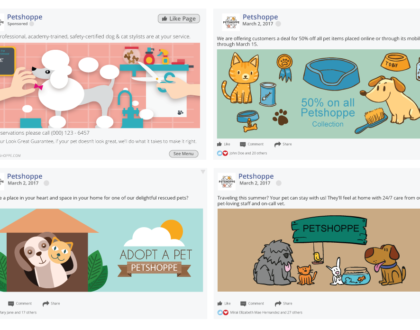 Petshoppe
Sponsored
Like Page
professional, academy-trained, safety-certified dog & cat stylists are at your service
reservations please call (000) 123 - 6457
Look Great Guarantee, if your pet doesn't look great, we'll do what it takes to make it right
See Menu
Petshoppe
March 2, 2017
We are offering customers a deal for 50% off all pet items placed online or through its mobile
through March 15.
50% on all
Petshoppe
Collection
Like Comment Share
Petshoppe
March 2, 2017
e a place in your heart and space in your home for one of our delightful rescued pets?
ADOPT A PET
PETSHOPPE
Comment Share
Petshoppe
March 2, 2017
Traveling this summer? Your pet can stay with us! They'll feel at home with 24/7 care from our
pet-loving staff and on-call vet.
PETSHOPPE
Like Comment Share